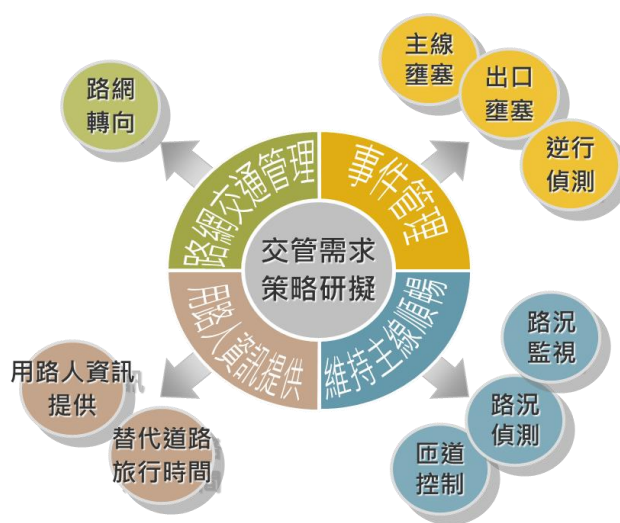 主線
壅塞
出口
壅塞
逆行
偵測
路網
轉向
路網交通管理
事件管理
交管需求
策略研擬
用路人資訊提供
維持主線順暢
路況
監視
路況
偵測
匝道
控制
用路人資訊
提供
替代道路
旅行時間